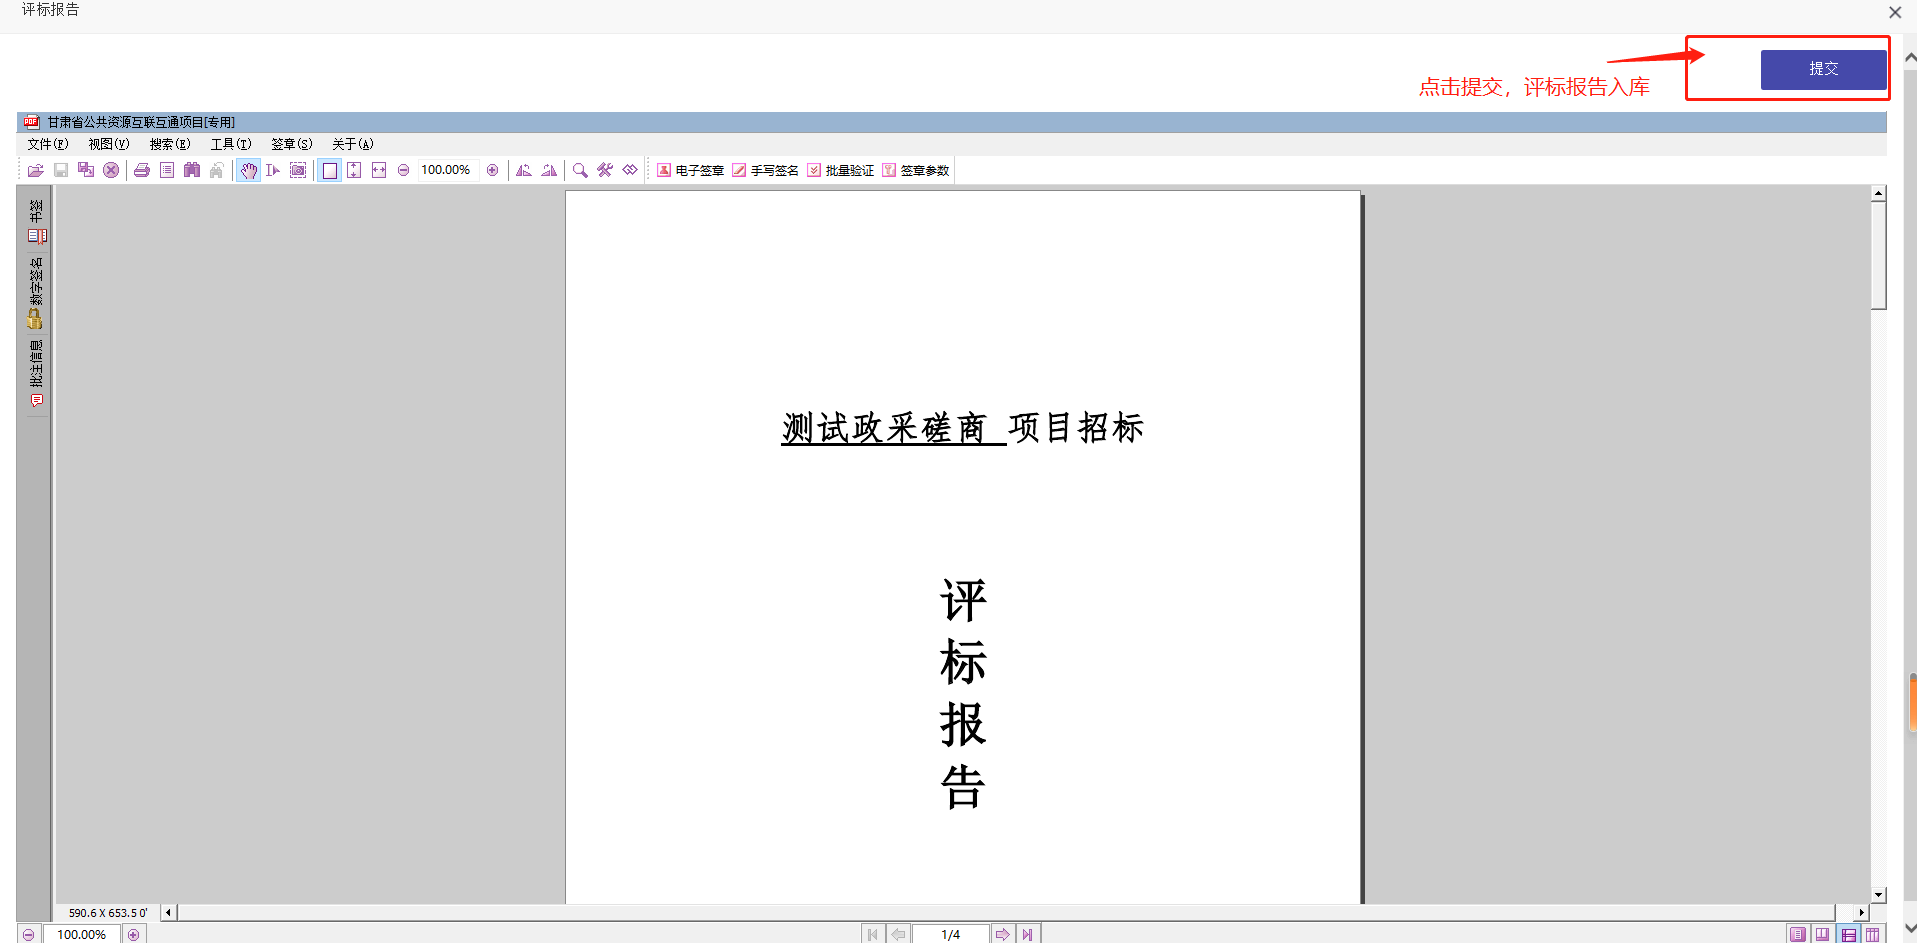 评标报告
提交
点击提交，评标报告入库
甘肃省公共资源互联互通项目[专用]
文件(F) 视图(V) 搜索(E) 工具(T) 签章(S) 关于(A)
100.00% 电子签章 手写签名 批量验证 签章参数
书签
数字签名
批注信息
测试政采磋商 项目招标
评
标
报
告
590.6 X 653.5 0'
100.00% 1/4